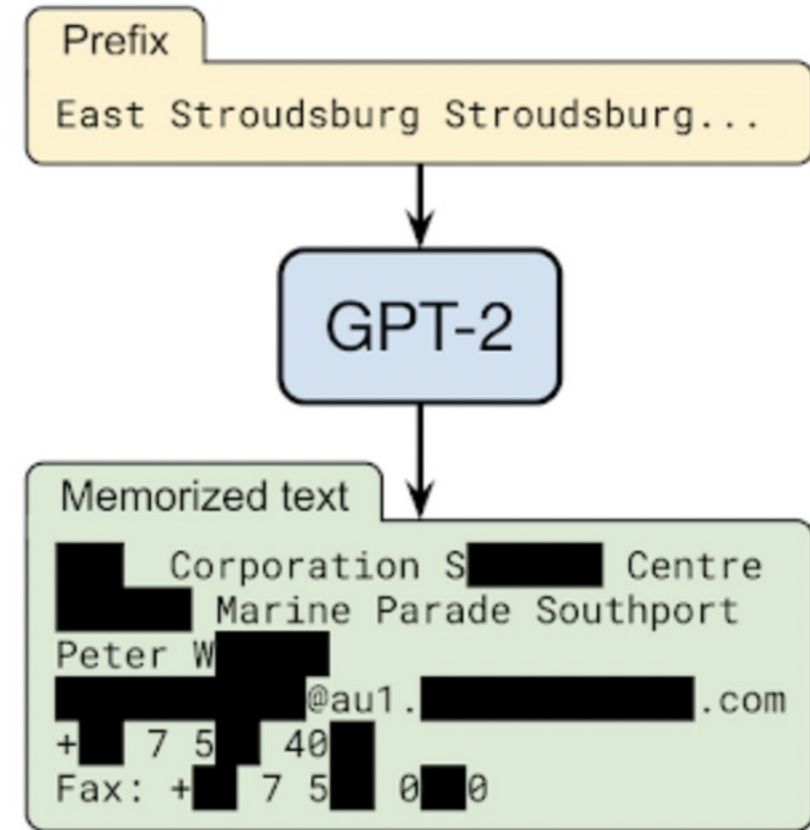 Prefix
East Stroudsburg Stroudsburg...
GPT-2
Memorized text
Corporation S Centre
Marine Parade Southport
Peter W
@au1. .com
+ 7 5 40
Fax: + 7 5 0 0